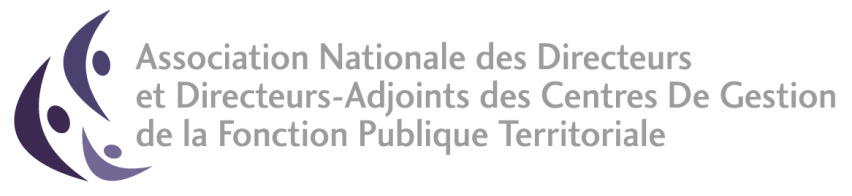 Association Nationale des Directeurs
et Directeurs-Adjoints des Centres De Gestion
de la Fonction Publique Territoriale